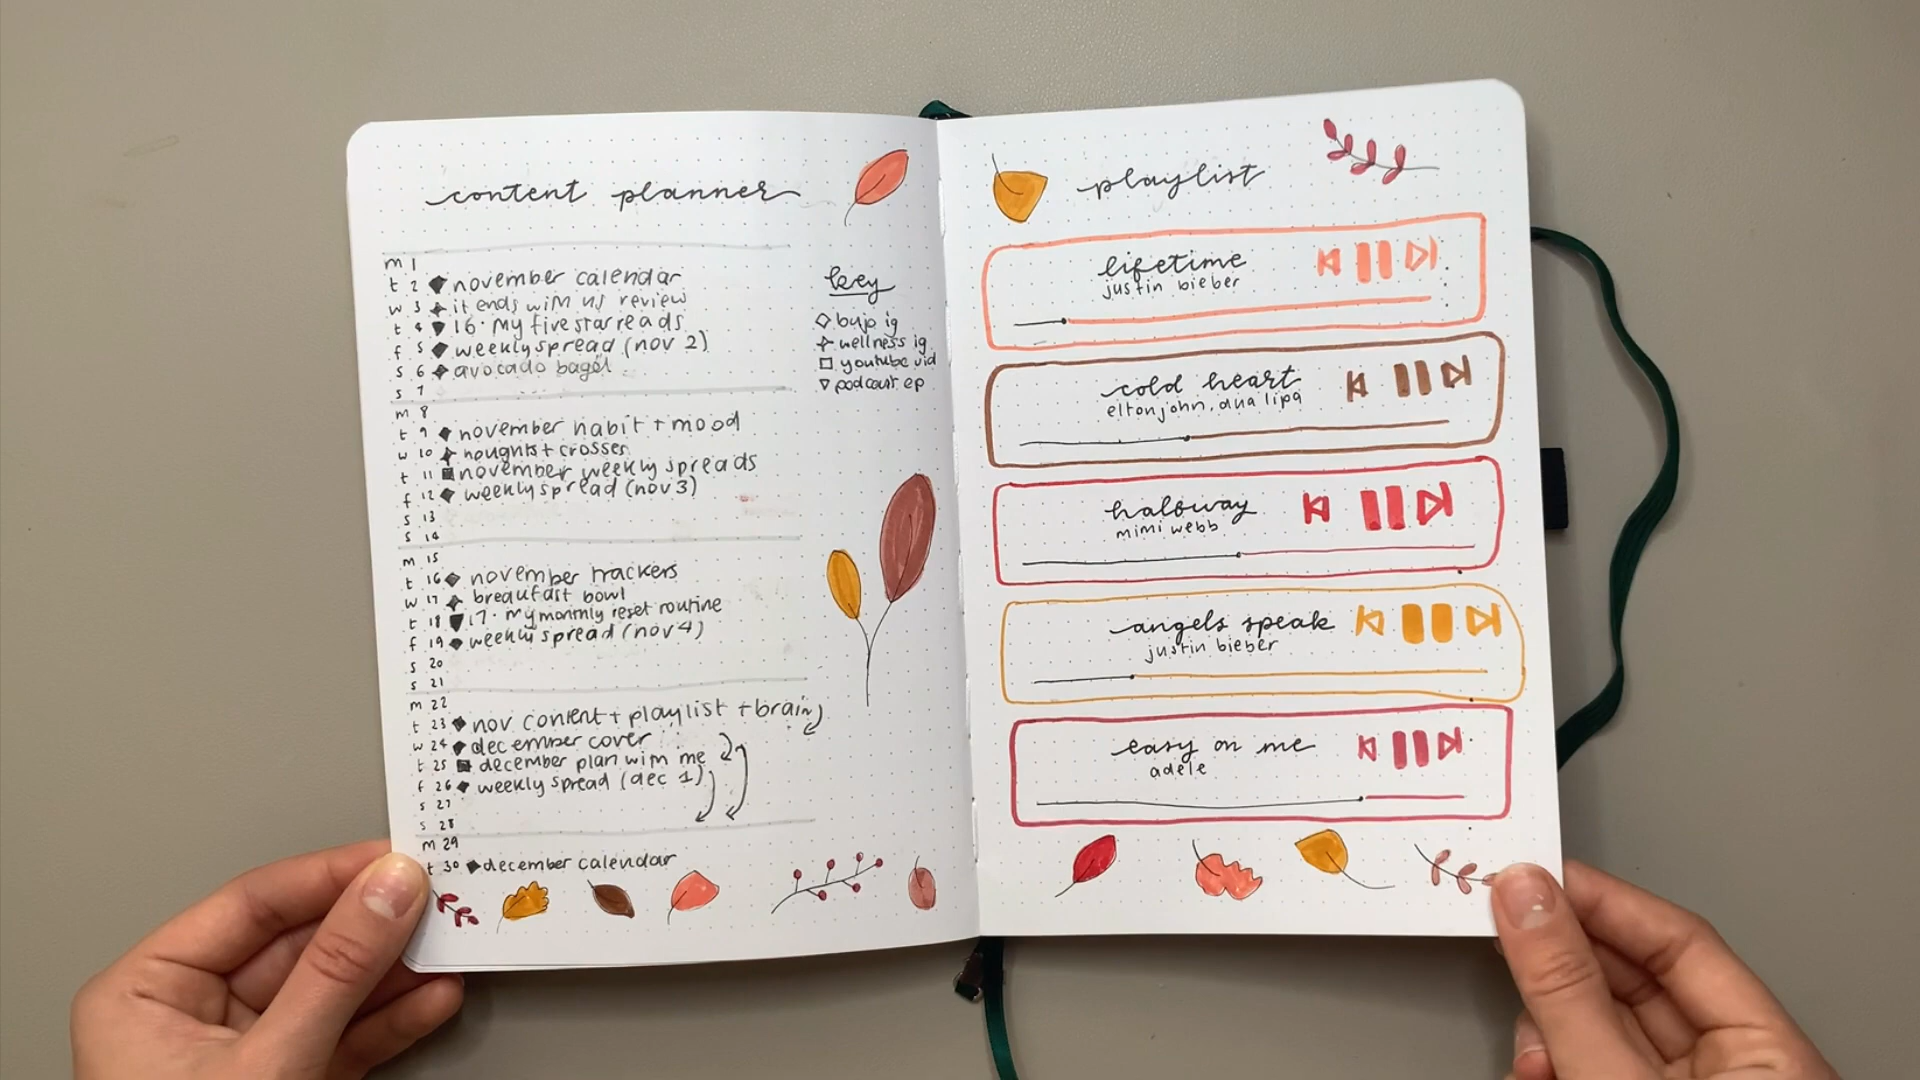 content planner
m 1
t 2 november calendar
w 3 it ends with us review
t 4 16. my five star reads
f 5 weekly spread (nov 2)
s 6 avocado bagel
s 7
m 8
t 9 november habit + mood
w 10 noughts + crosses
t 11 november weekly spreads
f 12 weekly spread (nov 3)
s 13
s 14
m 15
t 16 november trackers
w 17 breakfast bowl
t 18 17. my monthly reset routine
f 19 weekly spread (nov 4)
s 20
s 21
m 22
t 23 nov content + playlist + brain
w 24 december cover
t 25 december plan with me
f 26 weekly spread (dec 1)
s 27
s 28
m 29
t 30 december calendar
key
bujo ig
wellness ig
youtube vid
podcast ep
playlist
lifetime
justin bieber
cold heart
elton john, dua lipa
halfway
mimi webb
angels speak
justin bieber
easy on me
adele